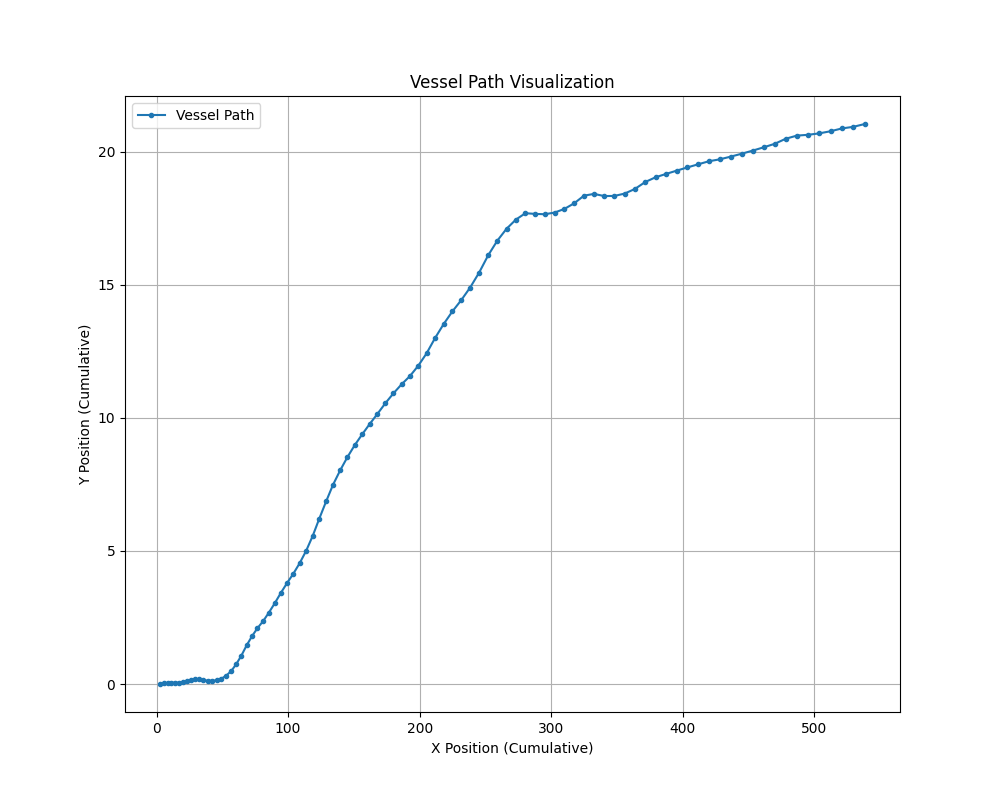 Vessel Path Visualization
Vessel Path
Y Position (Cumulative)
20
15
10
5
0
0 100 200 300 400 500
X Position (Cumulative)